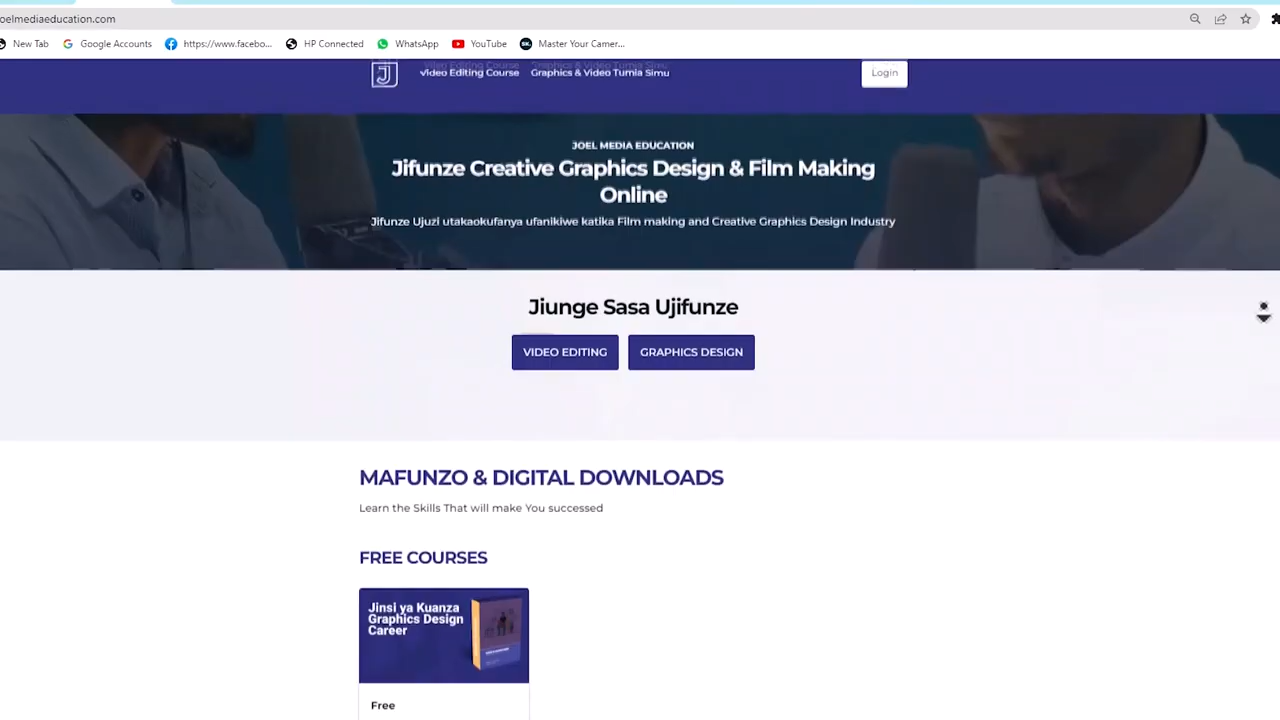 oelmediaeducation.com
New Tab
Google Accounts
https://www.facebo...
HP Connected
WhatsApp
YouTube
Master Your Camer...
Video Editing Course
Graphics & Video Tumia Simu
Login
JOEL MEDIA EDUCATION
Jifunze Creative Graphics Design & Film Making
Online
Jifunze Ujuzi utakaokufanya ufanikiwe katika Film making and Creative Graphics Design Industry
Jiunge Sasa Ujifunze
VIDEO EDITING
GRAPHICS DESIGN
MAFUNZO & DIGITAL DOWNLOADS
Learn the Skills That will make You successed
FREE COURSES
Jinsi ya Kuanza
Graphics Design
Career
Free